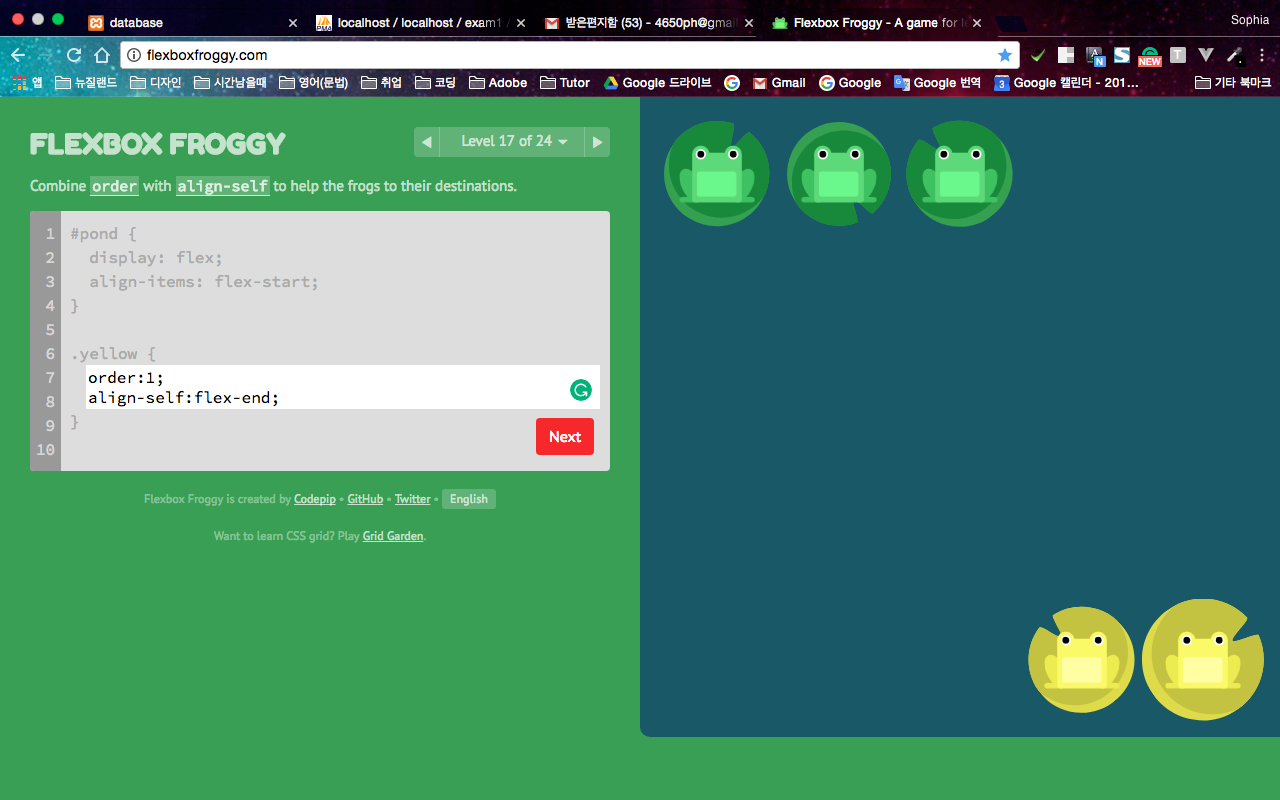 database
localhost / localhost / exam1 /
받은편지함 (53) - 4650ph@gmail
Flexbox Froggy - A game for l
Sophia
flexboxfroggy.com
N
S
NEW
T
앱 뉴질랜드 디자인 시간남을때 영어(문법) 취업 코딩 Adobe Tutor Google 드라이브 Gmail Google Google 번역 3 Google 캘린더 - 201... 기타 북마크
FLEXBOX FROGGY
Level 17 of 24
Combine order with align-self to help the frogs to their destinations.
1 #pond {
2 display: flex;
3 align-items: flex-start;
4 }
5
6 .yellow {
7 order:1;
8 align-self:flex-end;
9 }
10
Next
Flexbox Froggy is created by Codepip • GitHub • Twitter • English
Want to learn CSS grid? Play Grid Garden.